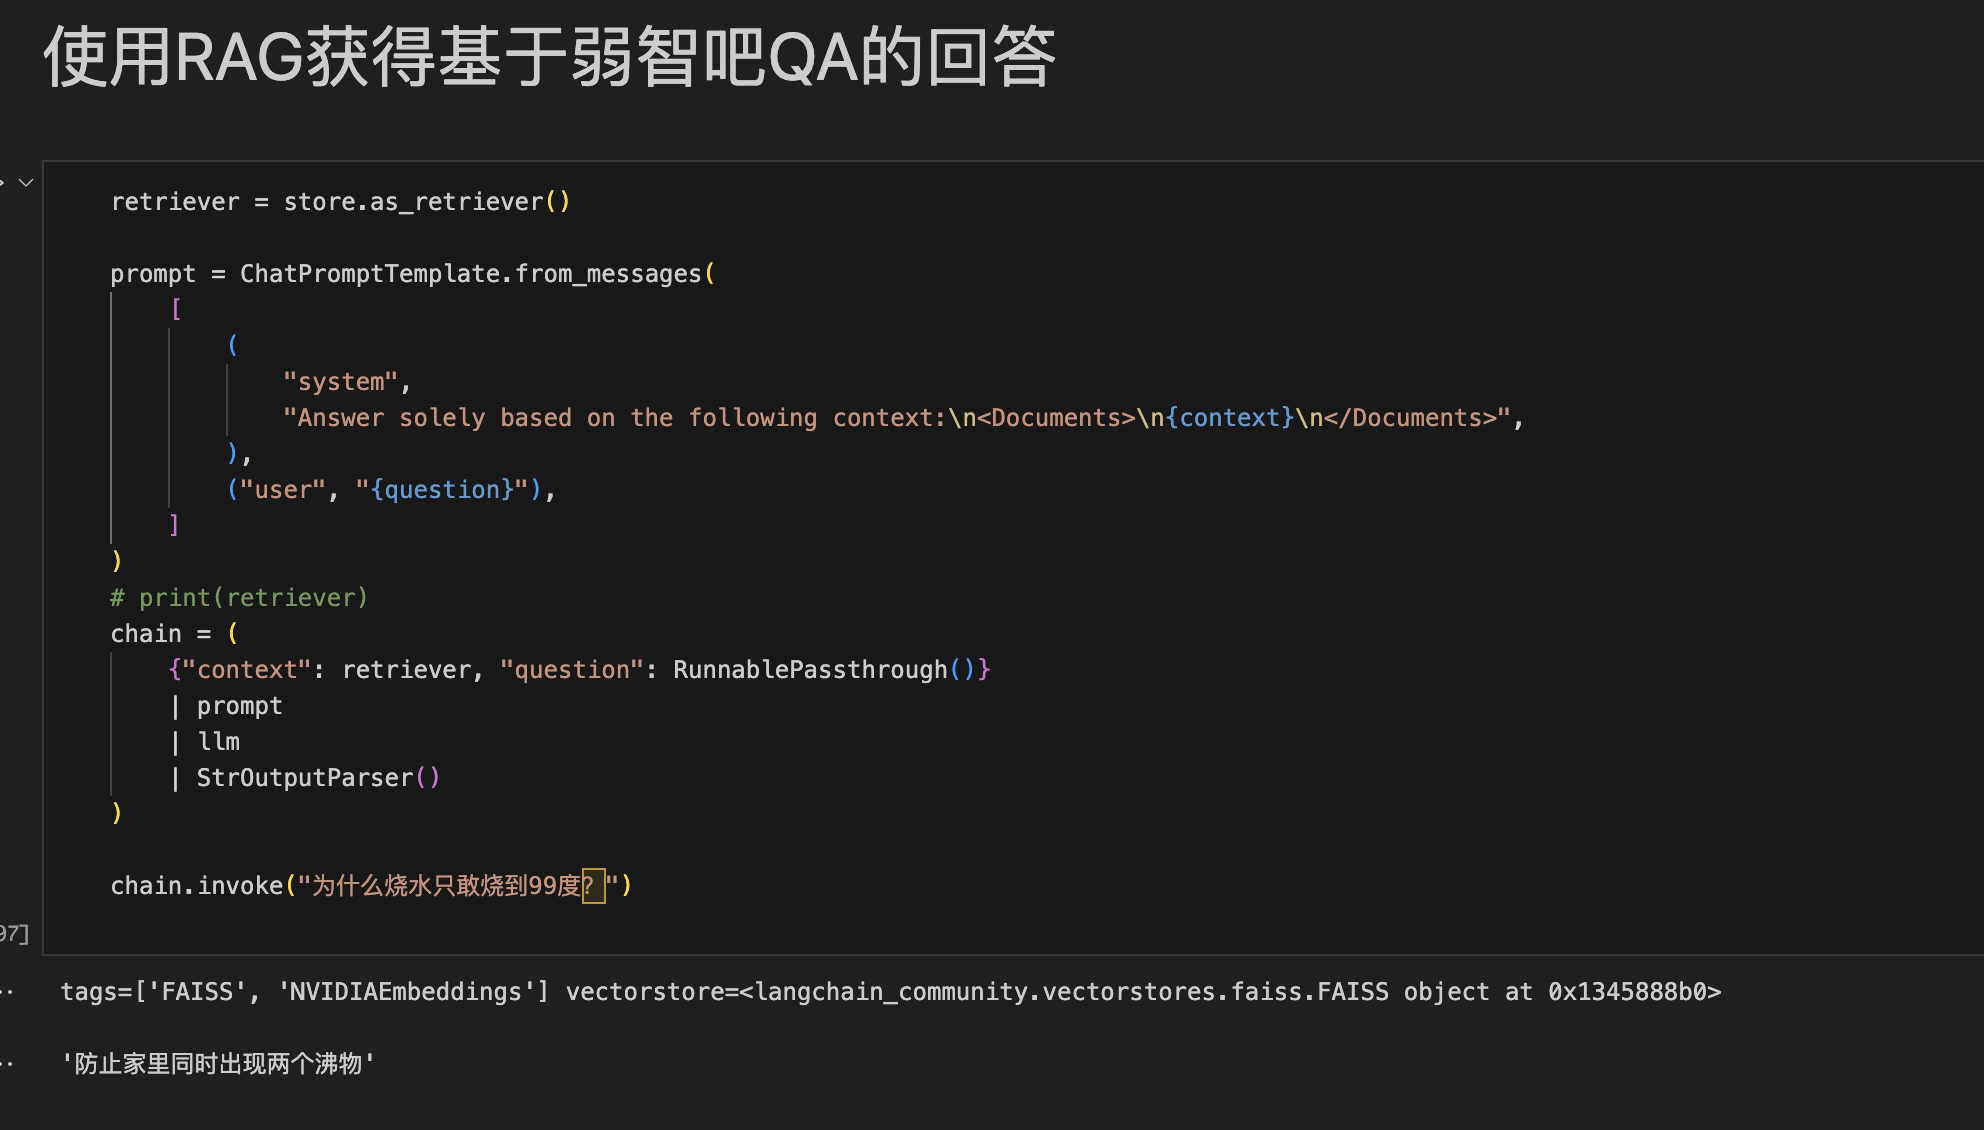 使用RAG获得基于弱智吧QA的回答
retriever = store.as_retriever()
prompt = ChatPromptTemplate.from_messages(
[
(
"system",
"Answer solely based on the following context:\n<Documents>\n{context}\n</Documents>",
),
("user", "{question}"),
]
)
# print(retriever)
chain = (
{"context": retriever, "question": RunnablePassthrough()}
| prompt
| llm
| StrOutputParser()
)
chain.invoke("为什么烧水只敢烧到99度？")
97]
tags=['FAISS', 'NVIDIAEmbeddings'] vectorstore=<langchain_community.vectorstores.faiss.FAISS object at 0x1345888b0>
'防止家里同时出现两个沸物'